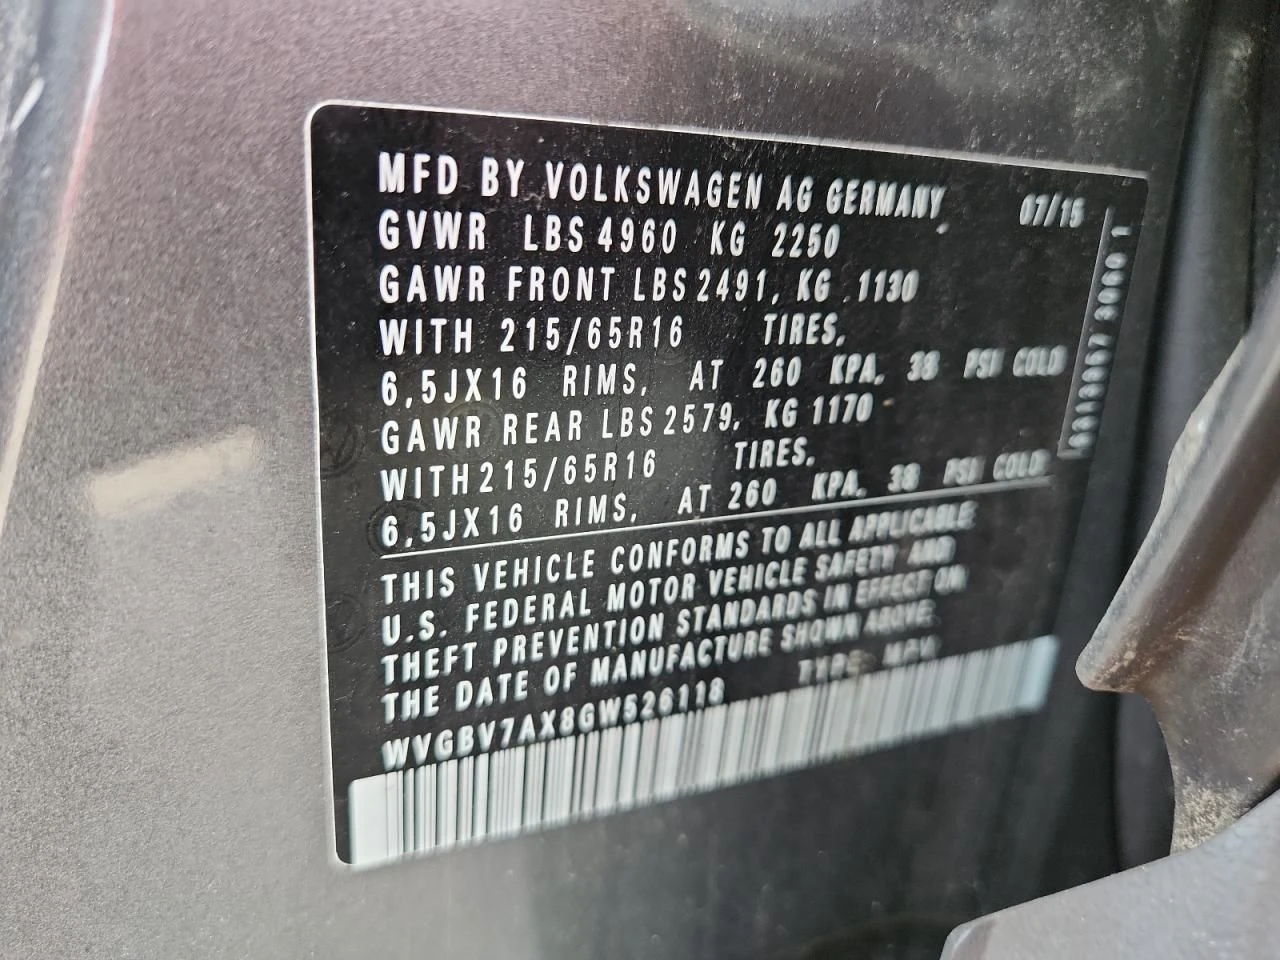 MFD BY VOLKSWAGEN AG GERMANY 07/15
GVWR LBS 4960 KG 2250
GAWR FRONT LBS 2491, KG 1130
WITH 215/65R16 TIRES,
6,5JX16 RIMS, AT 260 KPA, 38 PSI COLD
GAWR REAR LBS 2579, KG 1170
WITH 215/65R16 TIRES,
6,5JX16 RIMS, AT 260 KPA, 38 PSI COLD
THIS VEHICLE CONFORMS TO ALL APPLICABLE
U.S. FEDERAL MOTOR VEHICLE SAFETY AND
THEFT PREVENTION STANDARDS IN EFFECT ON
THE DATE OF MANUFACTURE SHOWN ABOVE.
WVGBV7AX8GW526118 TYPE: MPV